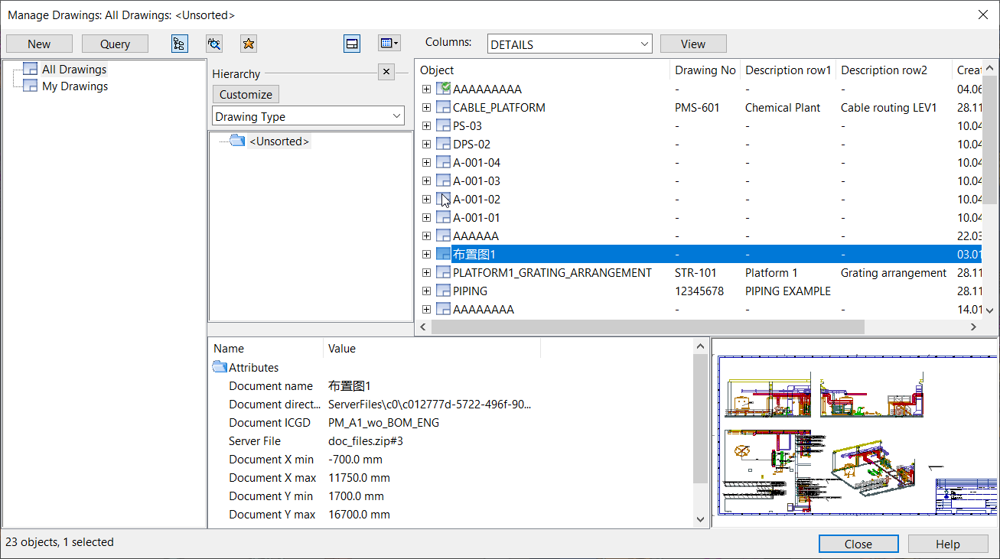 Manage Drawings: All Drawings: <Unsorted>
New Query Columns: DETAILS View
All Drawings
My Drawings
Hierarchy
Customize
Drawing Type
<Unsorted>
Object Drawing No Description row1 Description row2 Creat
AAAAAAAAA - - - 04.06
CABLE_PLATFORM PMS-601 Chemical Plant Cable routing LEV1 28.11
PS-03 - - - 10.04
DPS-02 - - - 10.04
A-001-04 - - - 10.04
A-001-03 - - - 10.04
A-001-02 - - - 10.04
A-001-01 - - - 10.04
AAAAAA - - - 22.03
布置图1 - - - 03.01
PLATFORM1_GRATING_ARRANGEMENT STR-101 Platform 1 Grating arrangement 28.11
PIPING 12345678 PIPING EXAMPLE 28.11
AAAAAAAA - - - 14.01
Name Value
Attributes
Document name 布置图1
Document direct... ServerFiles\c0\c012777d-5722-496f-90...
Document ICGD PM_A1_wo_BOM_ENG
Server File doc_files.zip#3
Document X min -700.0 mm
Document X max 11750.0 mm
Document Y min 1700.0 mm
Document Y max 16700.0 mm
23 objects, 1 selected
Close Help